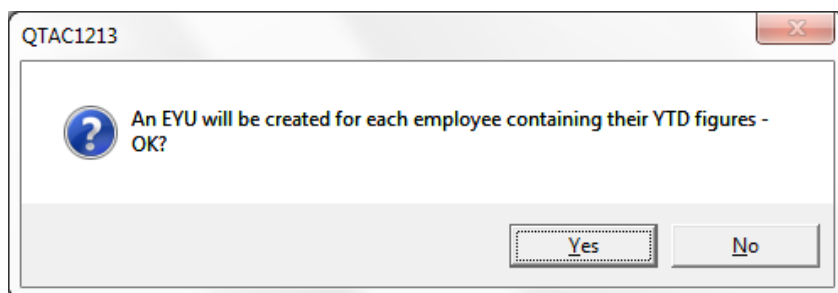 QTAC1213
An EYU will be created for each employee containing their YTD figures -
OK?
Yes
No